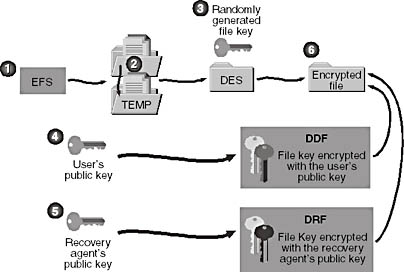 3 Randomly
generated
file key
1
EFS
2
TEMP
DES
6
Encrypted
file
4
User's
public key
DDF
File key encrypted
with the user's
public key
5
Recovery
agent's public key
DRF
File Key encrypted
with the recovery
agent's public key